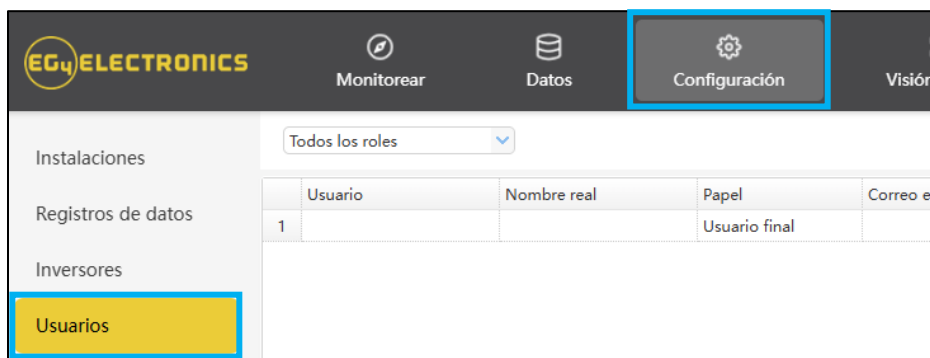 EG4 ELECTRONICS
Monitorear
Datos
Configuración
Visión
Instalaciones
Registros de datos
Inversores
Usuarios
Todos los roles
Usuario Nombre real Papel Correo e
1 Usuario final